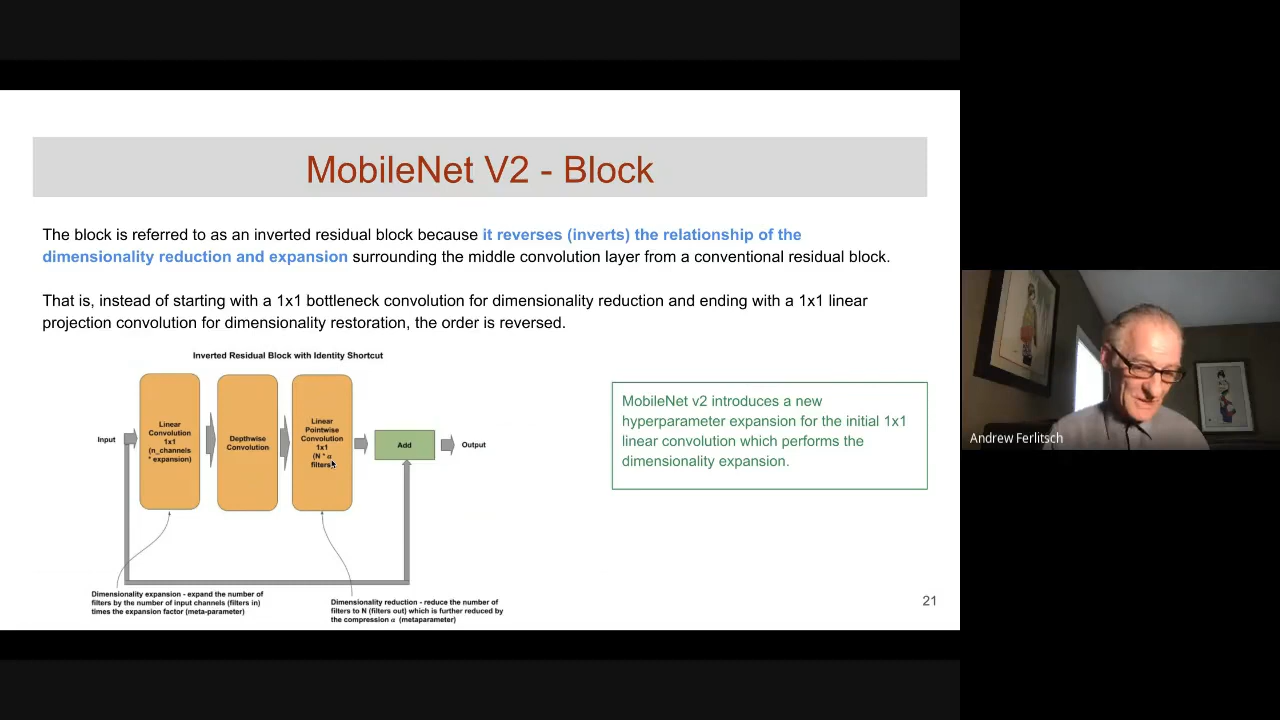 MobileNet V2 - Block
The block is referred to as an inverted residual block because it reverses (inverts) the relationship of the
dimensionality reduction and expansion surrounding the middle convolution layer from a conventional residual block.
That is, instead of starting with a 1x1 bottleneck convolution for dimensionality reduction and ending with a 1x1 linear
projection convolution for dimensionality restoration, the order is reversed.
Inverted Residual Block with Identity Shortcut
Input
Linear
Convolution
1x1
(n_channels
* expansion)
Depthwise
Convolution
Linear
Pointwise
Convolution
1x1
(N * α
filters)
Add
Output
Dimensionality expansion - expand the number of
filters by the number of input channels (filters in)
times the expansion factor (meta-parameter)
Dimensionality reduction - reduce the number of
filters to N (filters out) which is further reduced by
the compression α (metaparameter)
MobileNet v2 introduces a new
hyperparameter expansion for the initial 1x1
linear convolution which performs the
dimensionality expansion.
21
Andrew Ferlitsch